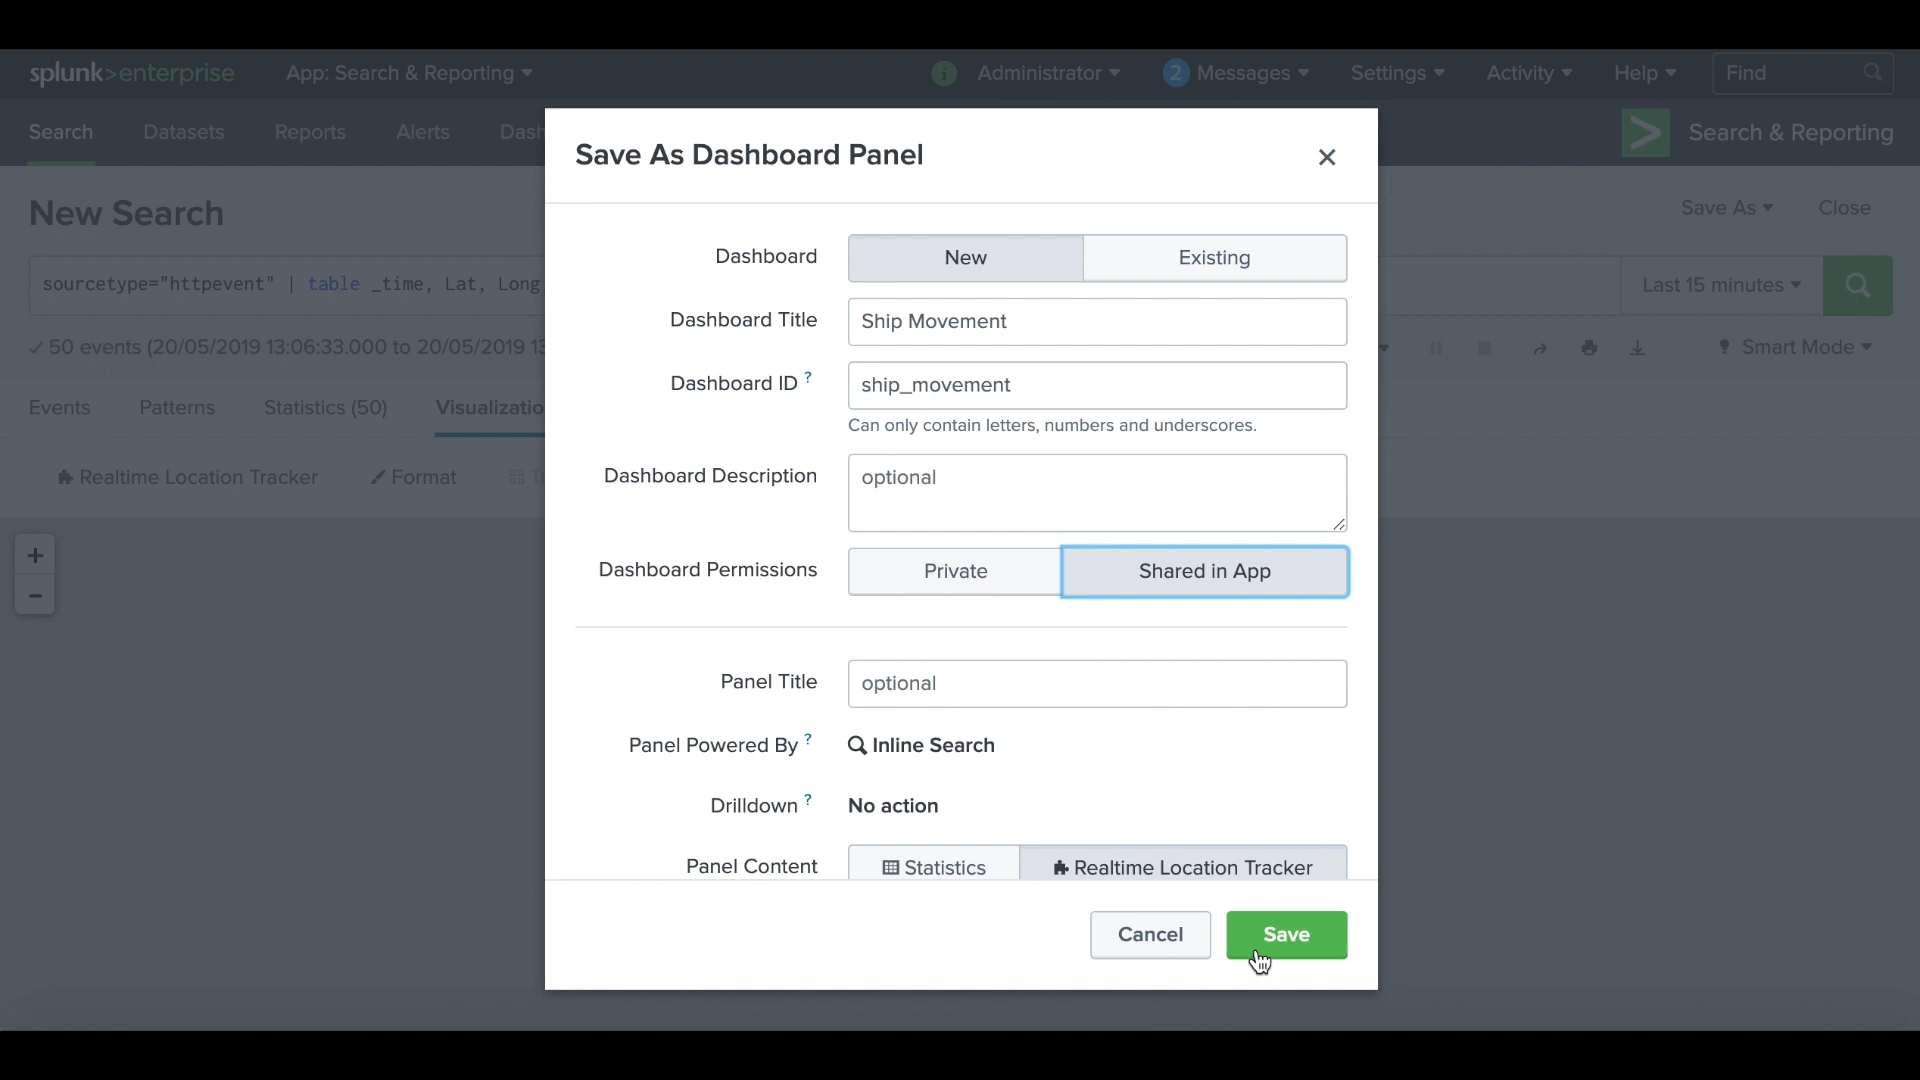 splunk>enterprise App: Search & Reporting i Administrator 2 Messages Settings Activity Help Find
Search Datasets Reports Alerts Dash Search & Reporting
Save As Dashboard Panel
New Search Save As Close
Dashboard New Existing
sourcetype="httpevent" | table _time, Lat, Long Last 15 minutes
Dashboard Title Ship Movement
50 events (20/05/2019 13:06:33.000 to 20/05/2019 13 Smart Mode
Dashboard ID ? ship_movement
Events Patterns Statistics (50) Visualizatio
Can only contain letters, numbers and underscores.
Realtime Location Tracker Format
Dashboard Description optional
Dashboard Permissions Private Shared in App
Panel Title optional
Panel Powered By ? Inline Search
Drilldown ? No action
Panel Content Statistics Realtime Location Tracker
Cancel Save